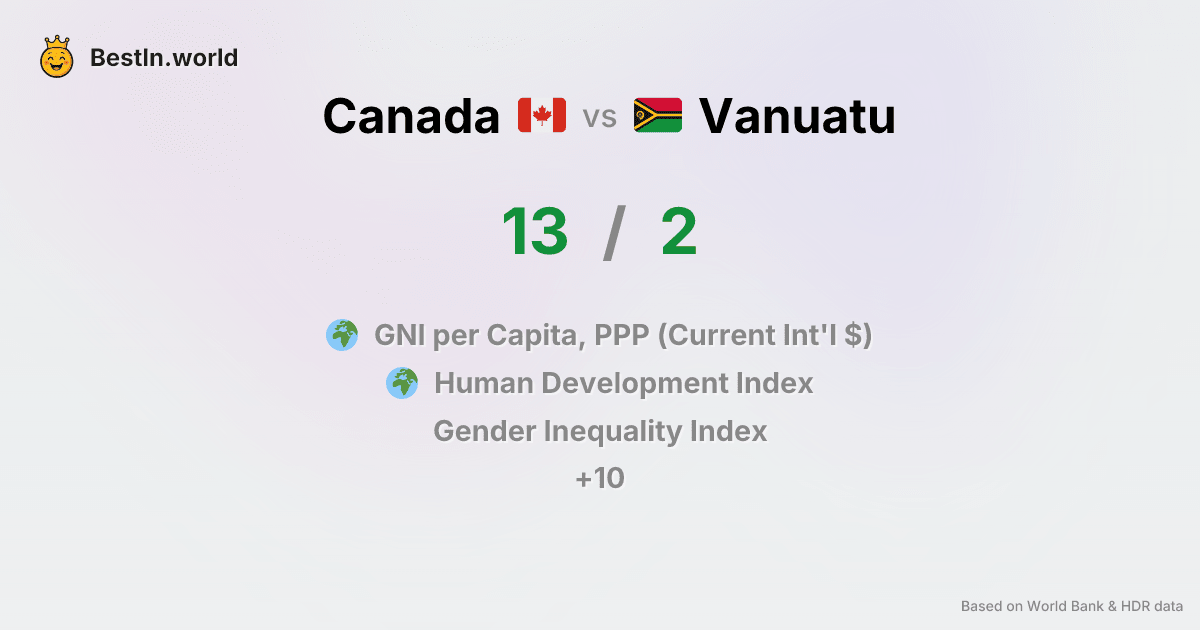 BestIn.world
Canada vs Vanuatu
13 / 2
GNI per Capita, PPP (Current Int'l $)
Human Development Index
Gender Inequality Index
+10
Based on World Bank & HDR data